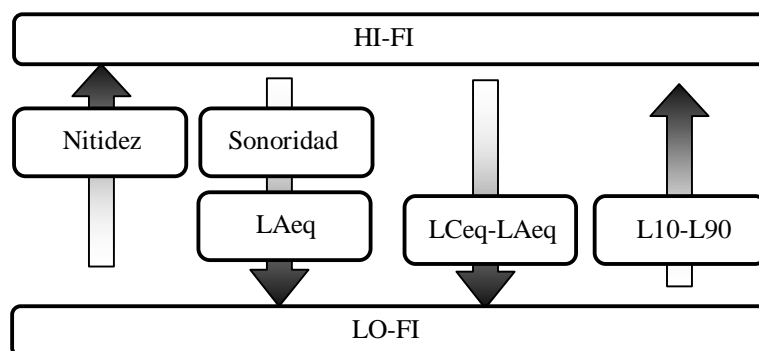 HI-FI
Nitidez
Sonoridad
LAeq
LCeq-LAeq
L10-L90
LO-FI